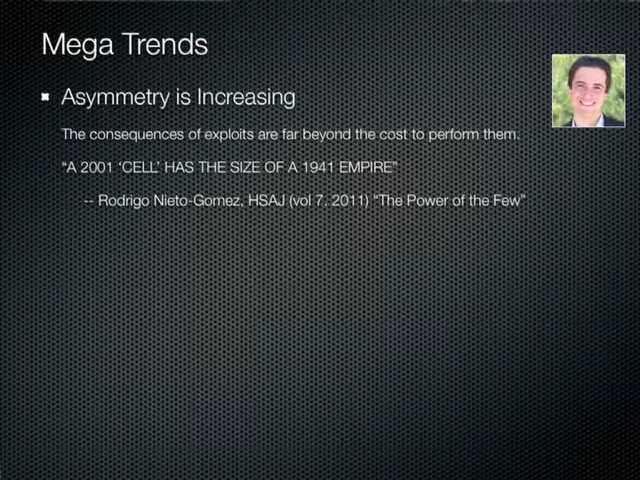 Mega Trends
Asymmetry is Increasing
The consequences of exploits are far beyond the cost to perform them.
“A 2001 ‘CELL’ HAS THE SIZE OF A 1941 EMPIRE”
-- Rodrigo Nieto-Gomez, HSAJ (vol 7. 2011) “The Power of the Few”